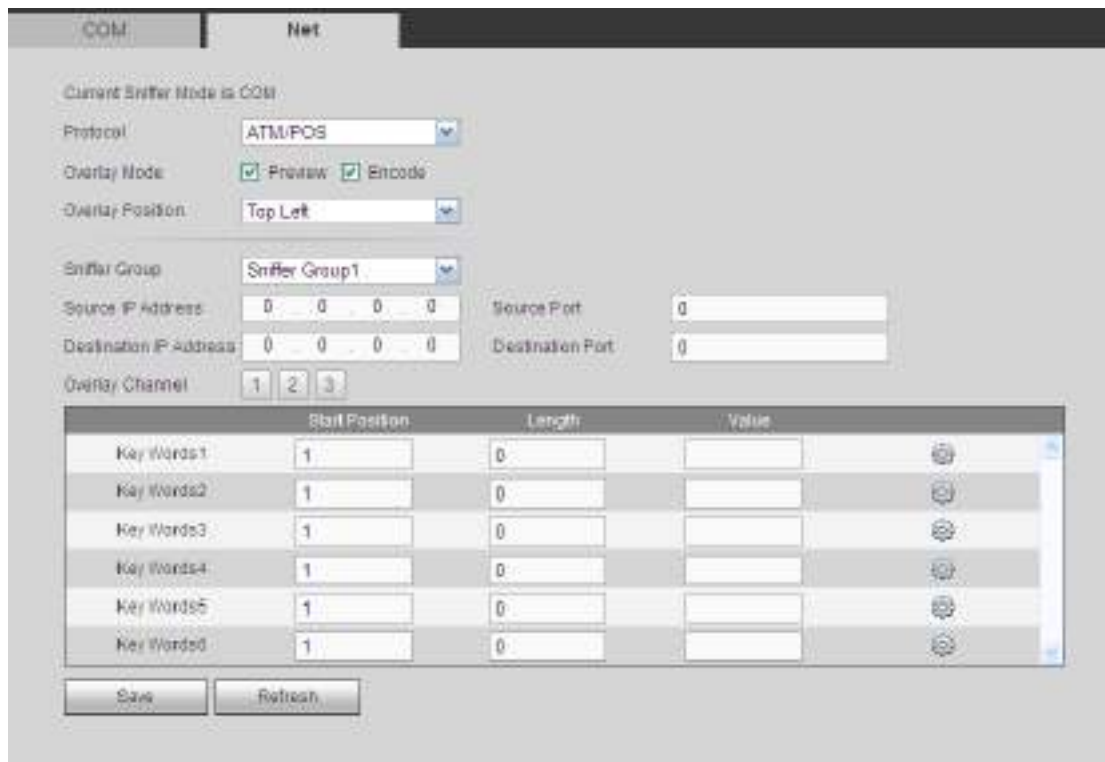 COM Net
Current Sniffer Mode is COM
Protocol ATM/POS
Overlay Mode Preview Encode
Overlay Position Top Left
Sniffer Group Sniffer Group1
Source IP Address 0 . 0 . 0 . 0 Source Port 0
Destination IP Address 0 . 0 . 0 . 0 Destination Port 0
Overlay Channel 1 2 3
Start Position Length Value
Key Words1 1 0
Key Words2 1 0
Key Words3 1 0
Key Words4 1 0
Key Words5 1 0
Key Words6 1 0
Save Refresh